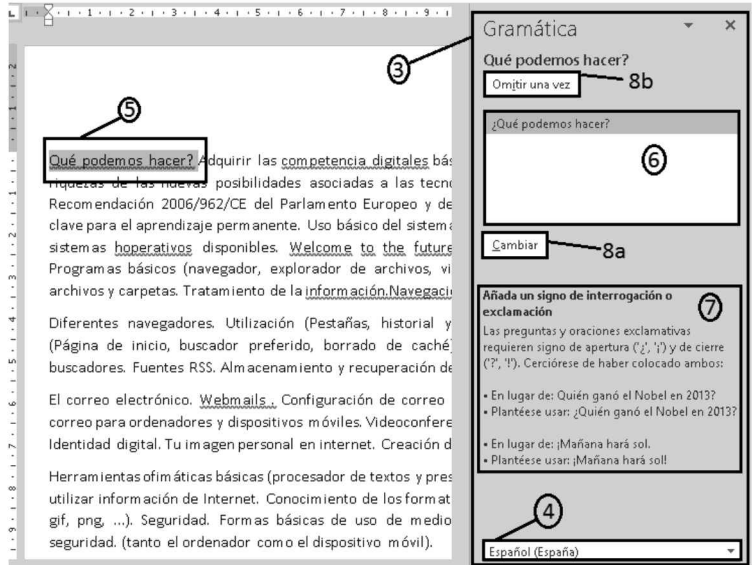 L 1 2 3 4 5 6 7 8 9
3
5
Qué podemos hacer? Adquirir las competencia digitales bás
riquezas de las nuevas posibilidades asociadas a las tecno
Recomendación 2006/962/CE del Parlamento Europeo y de
clave para el aprendizaje permanente. Uso básico del sistema
sistemas hoperativos disponibles. Welcome to the future
Programas básicos (navegador, explorador de archivos, vi
archivos y carpetas. Tratamiento de la información.Navegació
Diferentes navegadores. Utilización (Pestañas, historial y
(Página de inicio, buscador preferido, borrado de caché)
buscadores. Fuentes RSS. Almacenamiento y recuperación de
El correo electrónico. Webmails . Configuración de correo
correo para ordenadores y dispositivos móviles. Videoconfere
Identidad digital. Tu imagen personal en internet. Creación d
Herramientas ofimáticas básicas (procesador de textos y pres
utilizar información de Internet. Conocimiento de los format
gif, png, ...). Seguridad. Formas básicas de uso de medio
seguridad. (tanto el ordenador como el dispositivo móvil).
Gramática
Qué podemos hacer?
Omitir una vez 8b
¿Qué podemos hacer?
6
Cambiar 8a
Añada un signo de interrogación o
exclamación 7
Las preguntas y oraciones exclamativas
requieren signo de apertura ('¿', '¡') y de cierre
('?', '!'). Cerciórese de haber colocado ambos:
• En lugar de: Quién ganó el Nobel en 2013?
• Plantéese usar: ¿Quién ganó el Nobel en 2013?
• En lugar de: ¡Mañana hará sol.
• Plantéese usar: ¡Mañana hará sol!
4
Español (España)